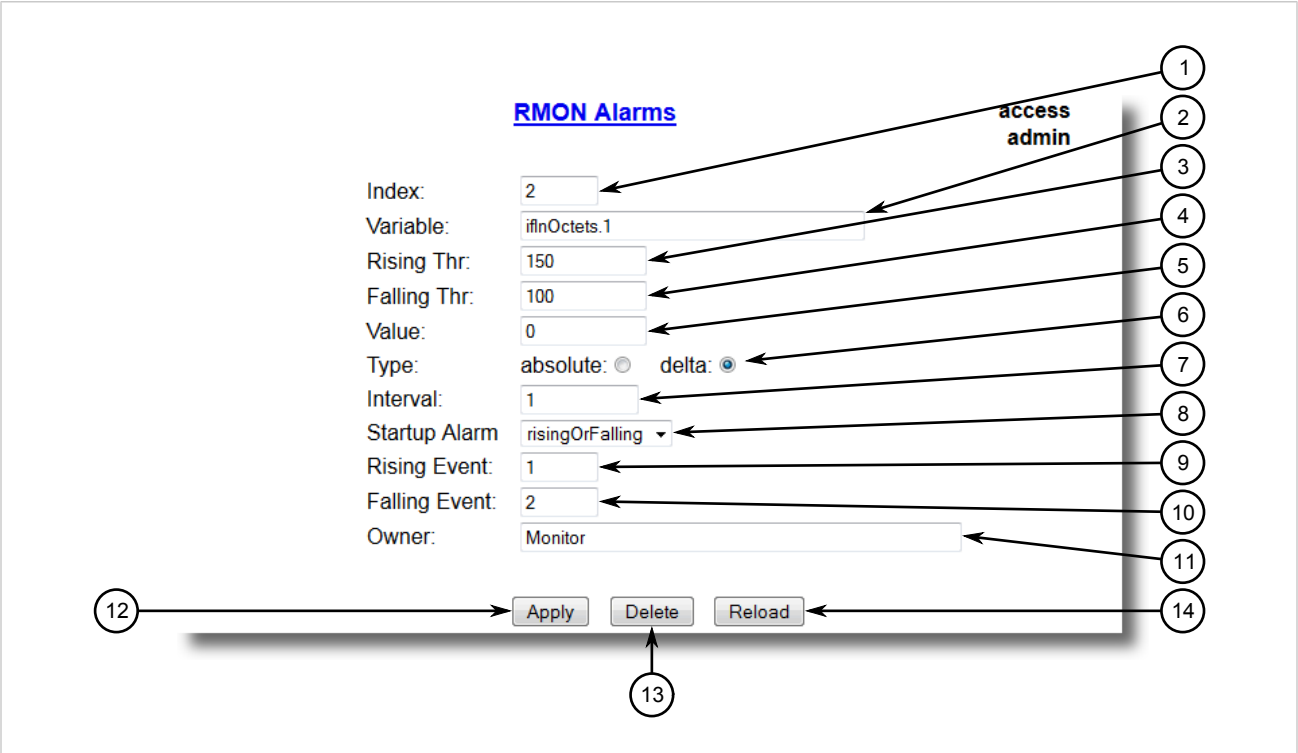 1
RMON Alarms
access
admin
2
3
Index: 2
4
Variable: ifInOctets.1
Rising Thr: 150
5
Falling Thr: 100
6
Value: 0
Type: absolute: delta:
7
Interval: 1
8
Startup Alarm risingOrFalling
9
Rising Event: 1
10
Falling Event: 2
Owner: Monitor
11
12 Apply Delete Reload 14
13